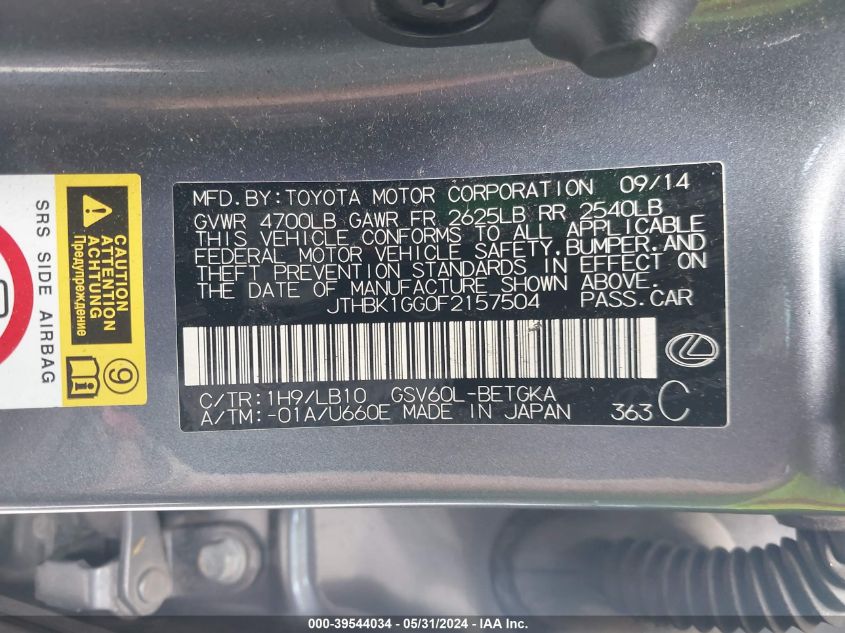 MFD.BY:TOYOTA MOTOR CORPORATION 09/14
GVWR 4700LB GAWR FR 2625LB RR 2540LB
THIS VEHICLE CONFORMS TO ALL APPLICABLE
FEDERAL MOTOR VEHICLE SAFETY,BUMPER,AND
THEFT PREVENTION STANDARDS IN EFFECT ON
THE DATE OF MANUFACTURE SHOWN ABOVE.
JTHBK1GG0F2157504 PASS.CAR
C/TR:1H9/LB10 GSV60L-BETGKA
A/TM:-01A/U660E MADE IN JAPAN 363 C
SRS SIDE AIRBAG
CAUTION
ATTENTION
ACHTUNG
Предупреждение
9
000-39544034 - 05/31/2024 - IAA Inc.